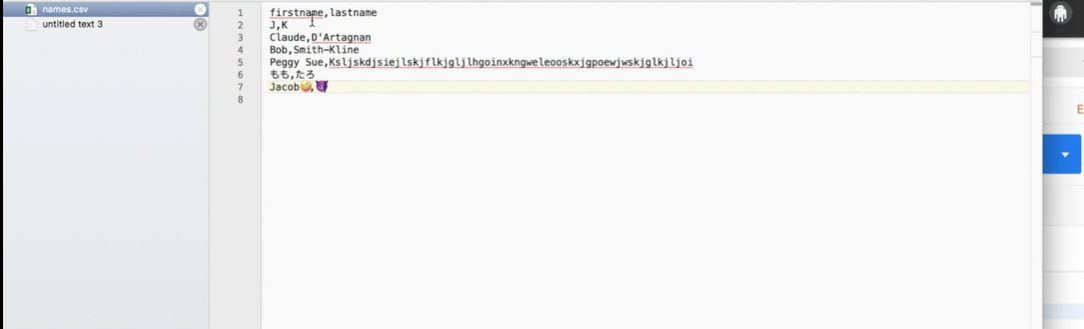 names.csv
untitled text 3
1 firstname,lastname
2 J,K
3 Claude,D'Artagnan
4 Bob,Smith-Kline
5 Peggy Sue,Ksljskdjsiejlskjflkjgljlhgoinxkngweleooskxjgpoewjwskjglkjljoi
6 もも,たろ
7 Jacob🤪,😈
8
E